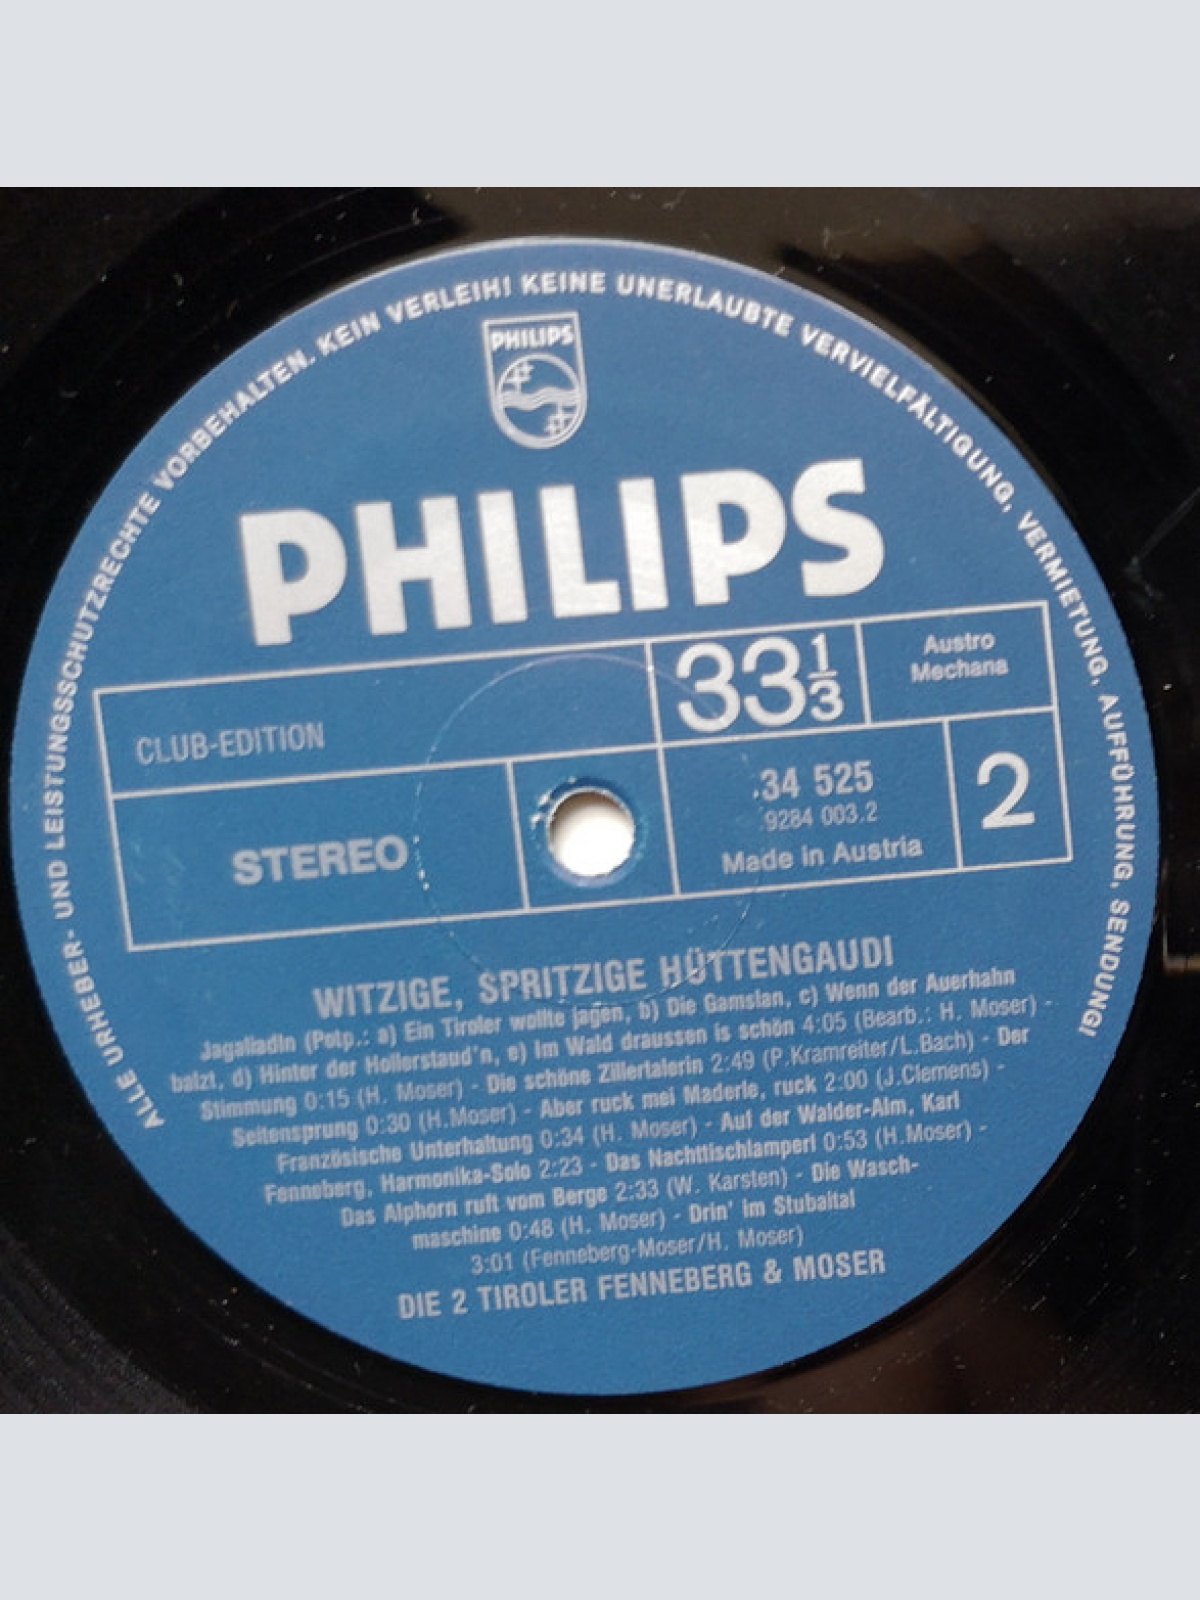 ALLE URHEBER- UND LEISTUNGSSCHUTZRECHTE VORBEHALTEN. KEIN VERLEIH! KEINE UNERLAUBTE VERVIELFÄLTIGUNG, VERMIETUNG, AUFFÜHRUNG, SENDUNG!
PHILIPS
PHILIPS
CLUB-EDITION
33 1/3
Austro
Mechana
STEREO
34 525
9284 003.2
Made in Austria
2
WITZIGE, SPRITZIGE HÜTTENGAUDI
Jagaliadln (Potp.: a) Ein Tiroler wollte jagen, b) Die Gamslan, c) Wenn der Auerhahn
balzt, d) Hinter der Hollerstaud'n, e) Im Wald draussen is schön 4:05 (Bearb.: H. Moser) -
Stimmung 0:15 (H. Moser) - Die schöne Zillertalerin 2:49 (P.Kramreiter/L.Bach) - Der
Seitensprung 0:30 (H.Moser) - Aber ruck mei Maderle, ruck 2:00 (J.Clemens) -
Französische Unterhaltung 0:34 (H. Moser) - Auf der Walder-Alm, Karl
Fenneberg, Harmonika-Solo 2:23 - Das Nachttischlamperl 0:53 (H.Moser) -
Das Alphorn ruft vom Berge 2:33 (W. Karsten) - Die Wasch-
maschine 0:48 (H. Moser) - Drin' im Stubaital
3:01 (Fenneberg-Moser/H. Moser)
DIE 2 TIROLER FENNEBERG & MOSER